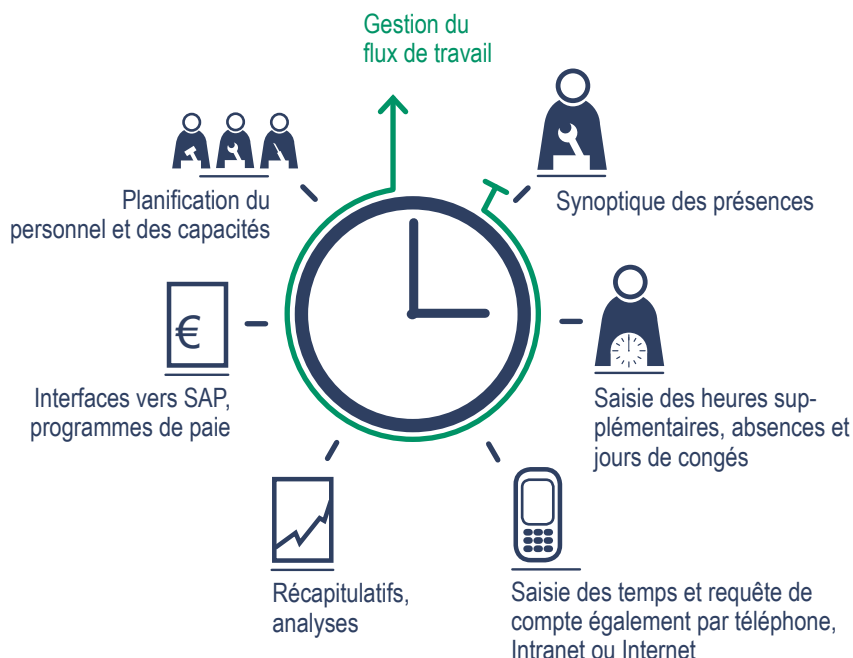 Gestion du
flux de travail
Synoptique des présences
Saisie des heures sup-
plémentaires, absences et
jours de congés
Saisie des temps et requête de
compte également par téléphone,
Intranet ou Internet
Récapitulatifs,
analyses
€
Interfaces vers SAP,
programmes de paie
Planification du
personnel et des capacités